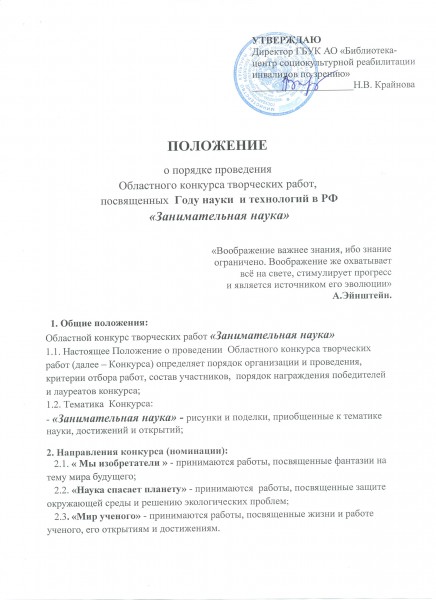 УТВЕРЖДАЮ
Директор ГБУК АО «Библиотека-
центр социокультурной реабилитации
инвалидов по зрению»
Н.В. Крайнова
ПОЛОЖЕНИЕ
о порядке проведения
Областного конкурса творческих работ,
посвященных Году науки и технологий в РФ
«Занимательная наука»
«Воображение важнее знания, ибо знание
ограничено. Воображение же охватывает
всё на свете, стимулирует прогресс
и является источником его эволюции»
А.Эйнштейн.
1. Общие положения:
Областной конкурс творческих работ «Занимательная наука»
1.1. Настоящее Положение о проведении Областного конкурса творческих
работ (далее – Конкурса) определяет порядок организации и проведения,
критерии отбора работ, состав участников, порядок награждения победителей
и лауреатов конкурса;
1.2. Тематика Конкурса:
- «Занимательная наука» - рисунки и поделки, приобщенные к тематике
науки, достижений и открытий;
2. Направления конкурса (номинации):
2.1. « Мы изобретатели » - принимаются работы, посвященные фантазии на
тему мира будущего;
2.2. «Наука спасает планету» - принимаются работы, посвященные защите
окружающей среды и решению экологических проблем;
2.3. «Мир ученого» - принимаются работы, посвященные жизни и работе
ученого, его открытиям и достижениям.